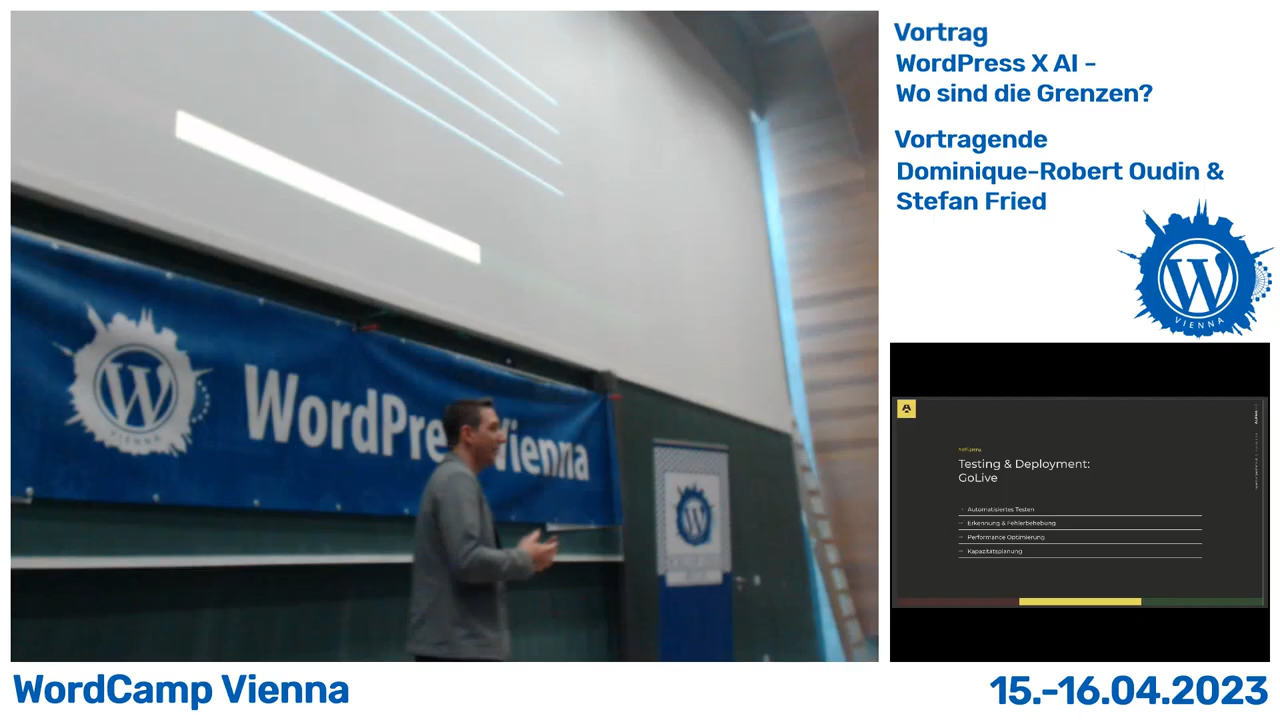 Vortrag
WordPress X AI -
Wo sind die Grenzen?
Vortragende
Dominique-Robert Oudin &
Stefan Fried
W
VIENNA
W
VIENNA
WordPre Vienna
W
Testing & Deployment:
GoLive
Automatisiertes Testen
Erkennung & Fehlerbehebung
Performance Optimierung
Kapazitätsplanung
WordCamp Vienna
15.-16.04.2023